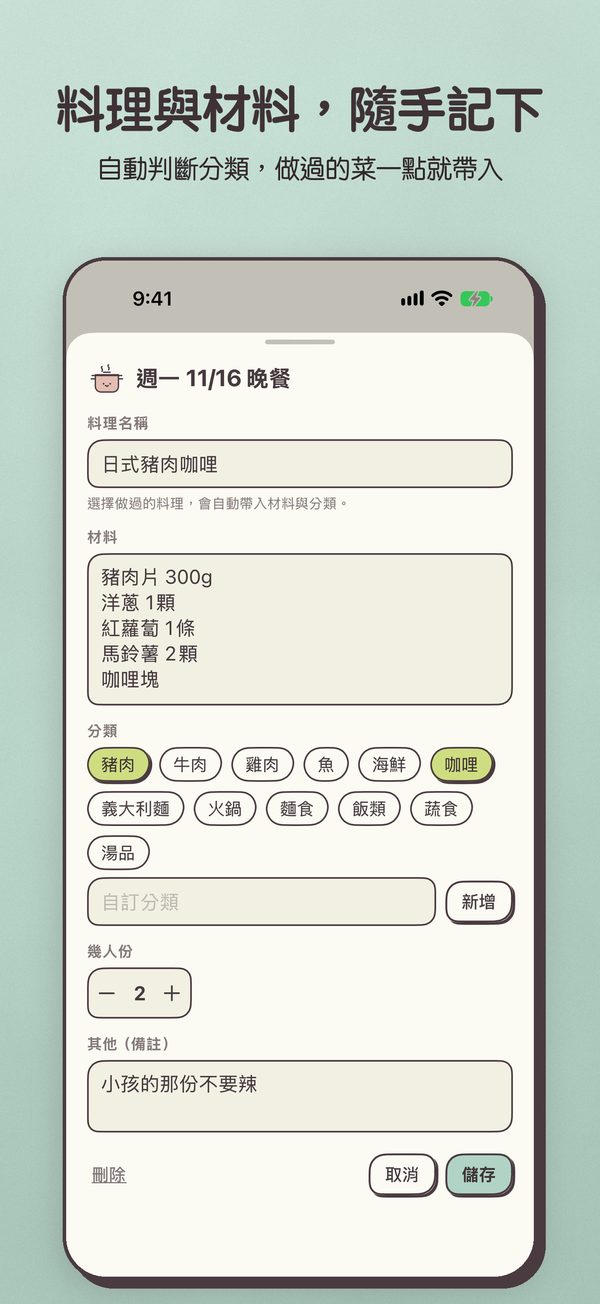 料理與材料，隨手記下
自動判斷分類，做過的菜一點就帶入
9:41
週一 11/16 晚餐
料理名稱
日式豬肉咖哩
選擇做過的料理，會自動帶入材料與分類。
材料
豬肉片 300g
洋蔥 1顆
紅蘿蔔 1條
馬鈴薯 2顆
咖哩塊
分類
豬肉 牛肉 雞肉 魚 海鮮 咖哩
義大利麵 火鍋 麵食 飯類 蔬食
湯品
自訂分類 新增
幾人份
— 2 +
其他（備註）
小孩的那份不要辣
刪除 取消 儲存